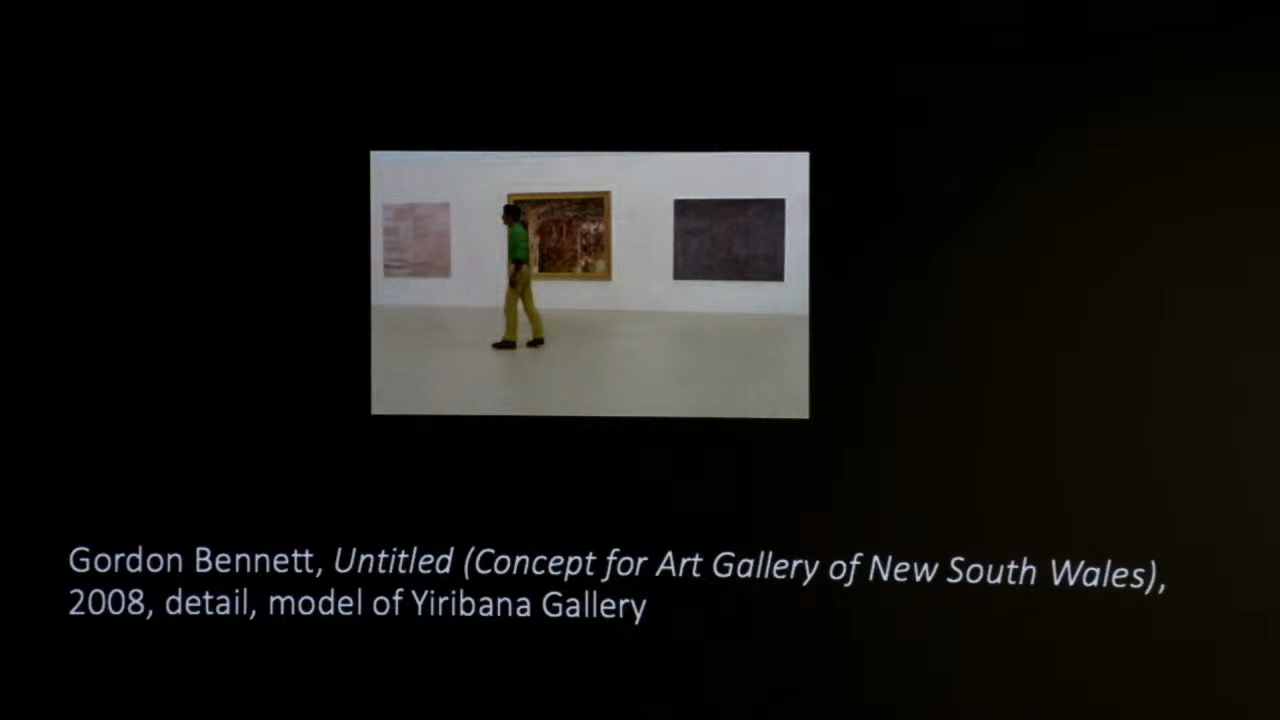 Gordon Bennett, Untitled (Concept for Art Gallery of New South Wales),
2008, detail, model of Yiribana Gallery